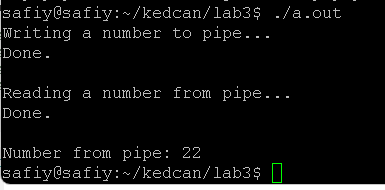 safiy@safiy:~/kedcan/lab3$ ./a.out
Writing a number to pipe...
Done.
Reading a number from pipe...
Done.
Number from pipe: 22
safiy@safiy:~/kedcan/lab3$